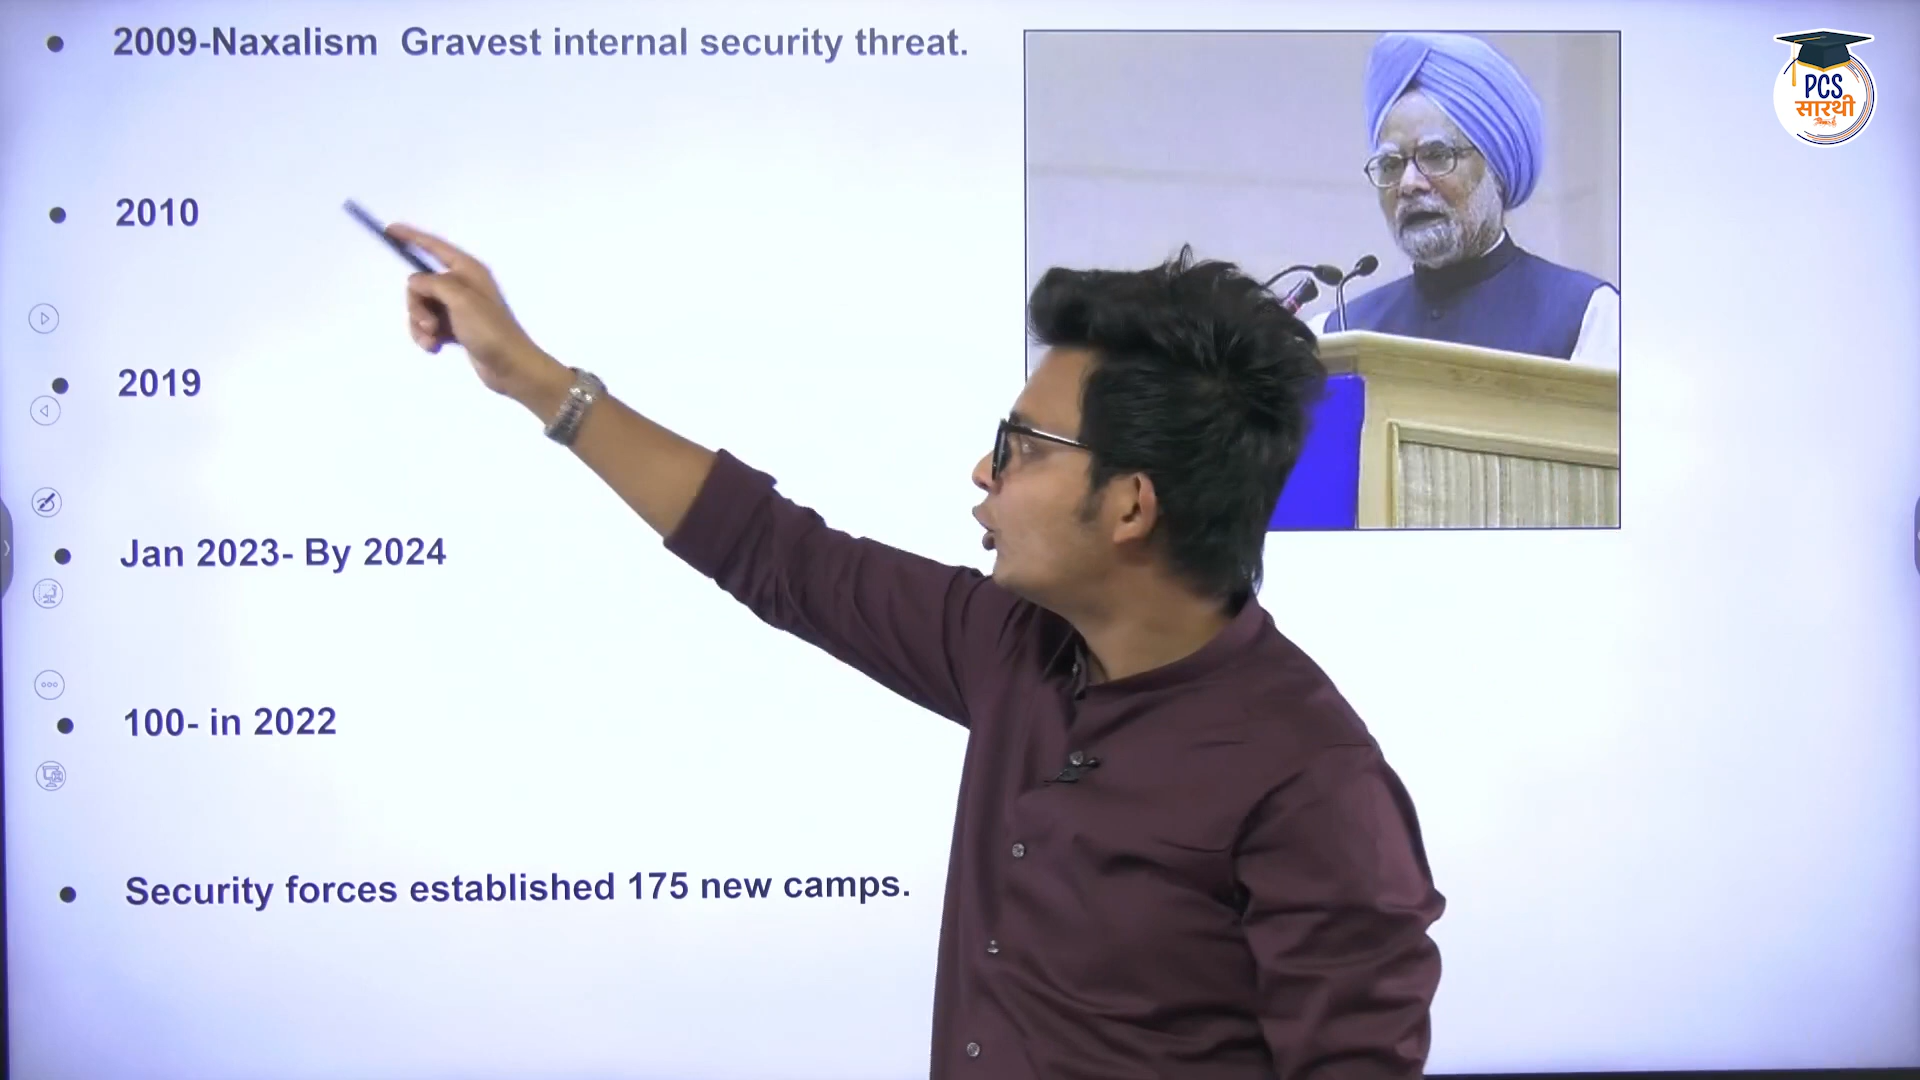 2009-Naxalism Gravest internal security threat.
2010
2019
Jan 2023- By 2024
100- in 2022
Security forces established 175 new camps.
PCS
सारथी